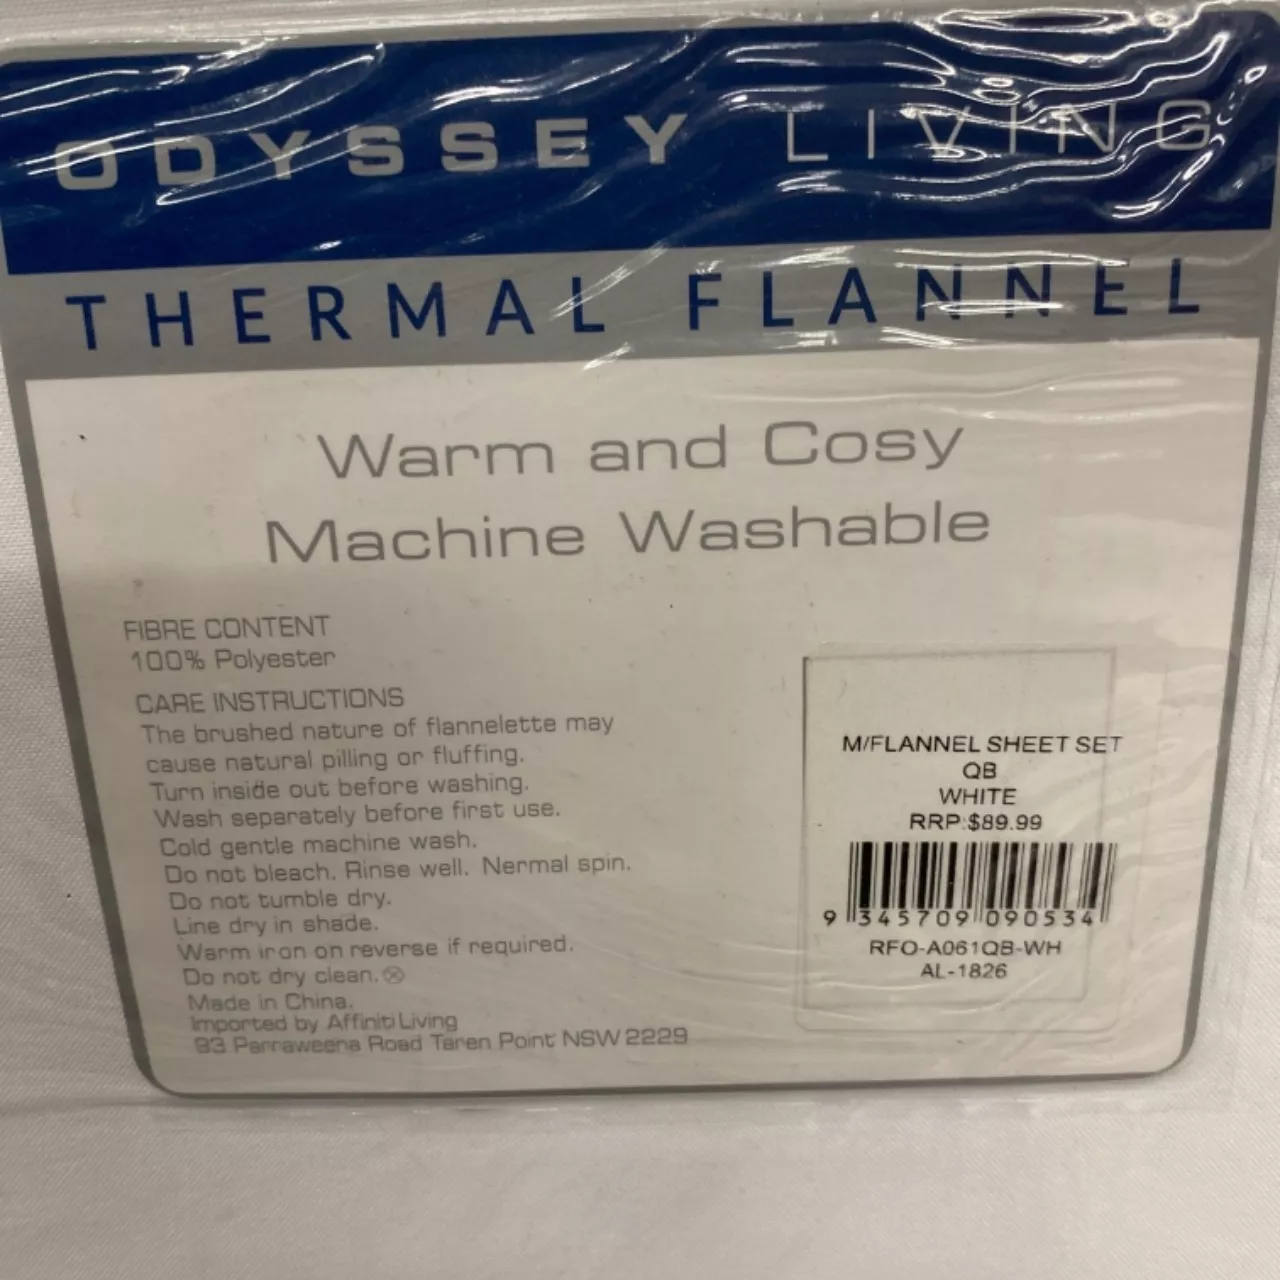 ODYSSEY LIVING
THERMAL FLANNEL
Warm and Cosy
Machine Washable
FIBRE CONTENT
100% Polyester
CARE INSTRUCTIONS
The brushed nature of flannelette may
cause natural pilling or fluffing.
Turn inside out before washing.
Wash separately before first use.
Cold gentle machine wash.
Do not bleach. Rinse well. Normal spin.
Do not tumble dry.
Line dry in shade.
Warm iron on reverse if required.
Do not dry clean.
Made in China.
Imported by Affiniti Living
83 Parraweena Road Taren Point NSW 2229
M/FLANNEL SHEET SET
QB
WHITE
RRP:$89.99
9 345709 090534
RFO-A061QB-WH
AL-1826